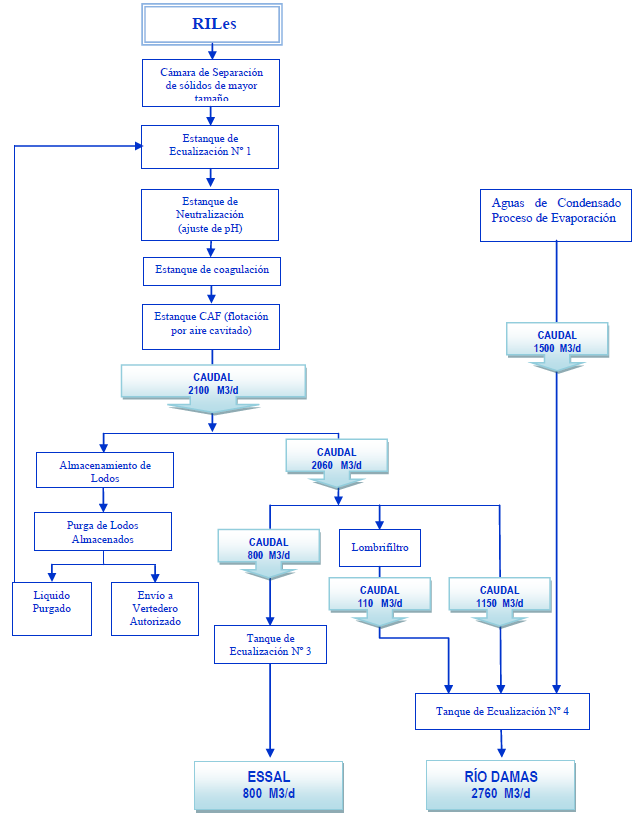 RILes
Cámara de Separación
de sólidos de mayor
tamaño
Estanque de
Ecualización Nº 1
Estanque de
Neutralización
(ajuste de pH)
Aguas de Condensado
Proceso de Evaporación
Estanque de coagulación
Estanque CAF (flotación
por aire cavitado)
CAUDAL
1500 M3/d
CAUDAL
2100 M3/d
Almacenamiento de
Lodos
CAUDAL
2060 M3/d
Purga de Lodos
Almacenados
CAUDAL
800 M3/d
Lombrifiltro
Liquido
Purgado
Envío a
Vertedero
Autorizado
CAUDAL
110 M3/d
CAUDAL
1150 M3/d
Tanque de
Ecualización Nº 3
Tanque de Ecualización Nº 4
ESSAL
800 M3/d
RÍO DAMAS
2760 M3/d